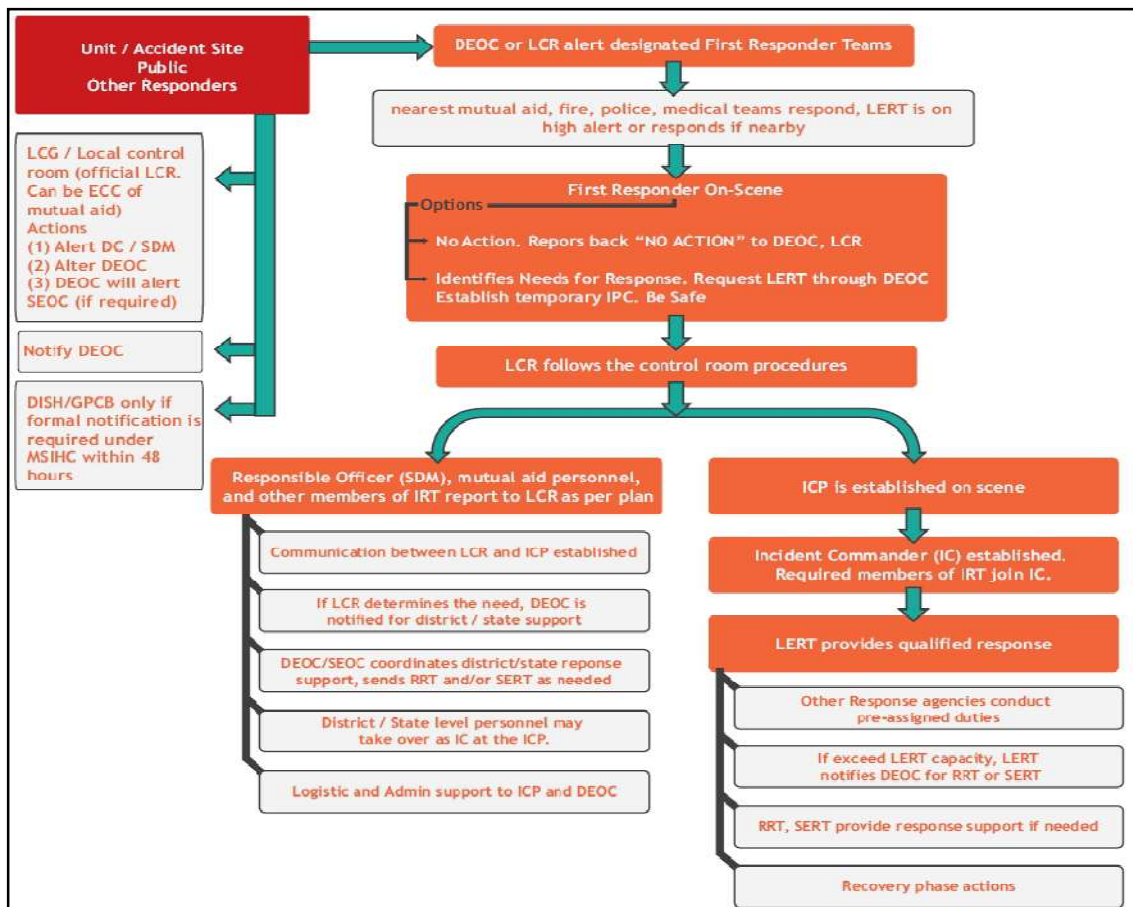 Unit / Accident Site
Public
Other Responders
DEOC or LCR alert designated First Responder Teams
nearest mutual aid, fire, police, medical teams respond, LERT is on
high alert or responds if nearby
LCG / Local control
room (official LCR.
Can be ECC of
mutual aid)
Actions
(1) Alert DC / SDM
(2) Alter DEOC
(3) DEOC will alert
SEOC (if required)
Notify DEOC
DISH/GPCB only if
formal notification is
required under
MSIHC within 48
hours
First Responder On-Scene
Options
No Action. Repors back “NO ACTION” to DEOC, LCR
Identifies Needs for Response. Request LERT through DEOC
Establish temporary IPC. Be Safe
LCR follows the control room procedures
Responsible Officer (SDM), mutual aid personnel,
and other members of IRT report to LCR as per plan
Communication between LCR and ICP established
If LCR determines the need, DEOC is
notified for district / state support
DEOC/SEOC coordinates district/state reponse
support, sends RRT and/or SERT as needed
District / State level personnel may
take over as IC at the ICP.
Logistic and Admin support to ICP and DEOC
ICP is established on scene
Incident Commander (IC) established.
Required members of IRT join IC.
LERT provides qualified response
Other Response agencies conduct
pre-assigned duties
If exceed LERT capacity, LERT
notifies DEOC for RRT or SERT
RRT, SERT provide response support if needed
Recovery phase actions